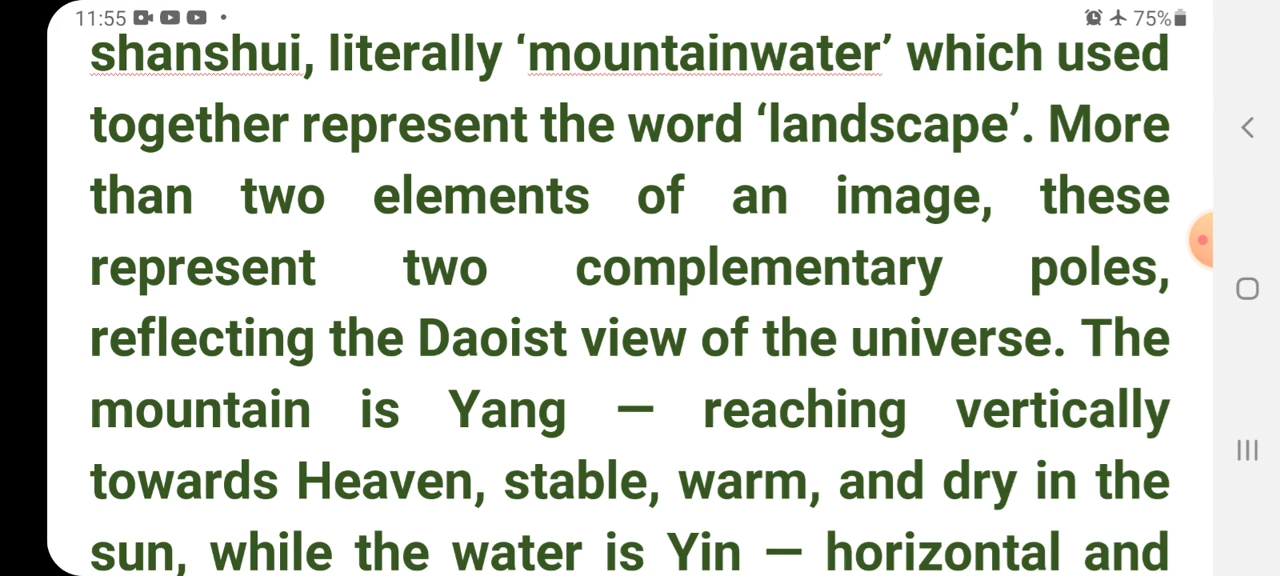 11:55 75%
shanshui, literally ‘mountainwater’ which used
together represent the word ‘landscape’. More
than two elements of an image, these
represent two complementary poles,
reflecting the Daoist view of the universe. The
mountain is Yang — reaching vertically
towards Heaven, stable, warm, and dry in the
sun, while the water is Yin — horizontal and